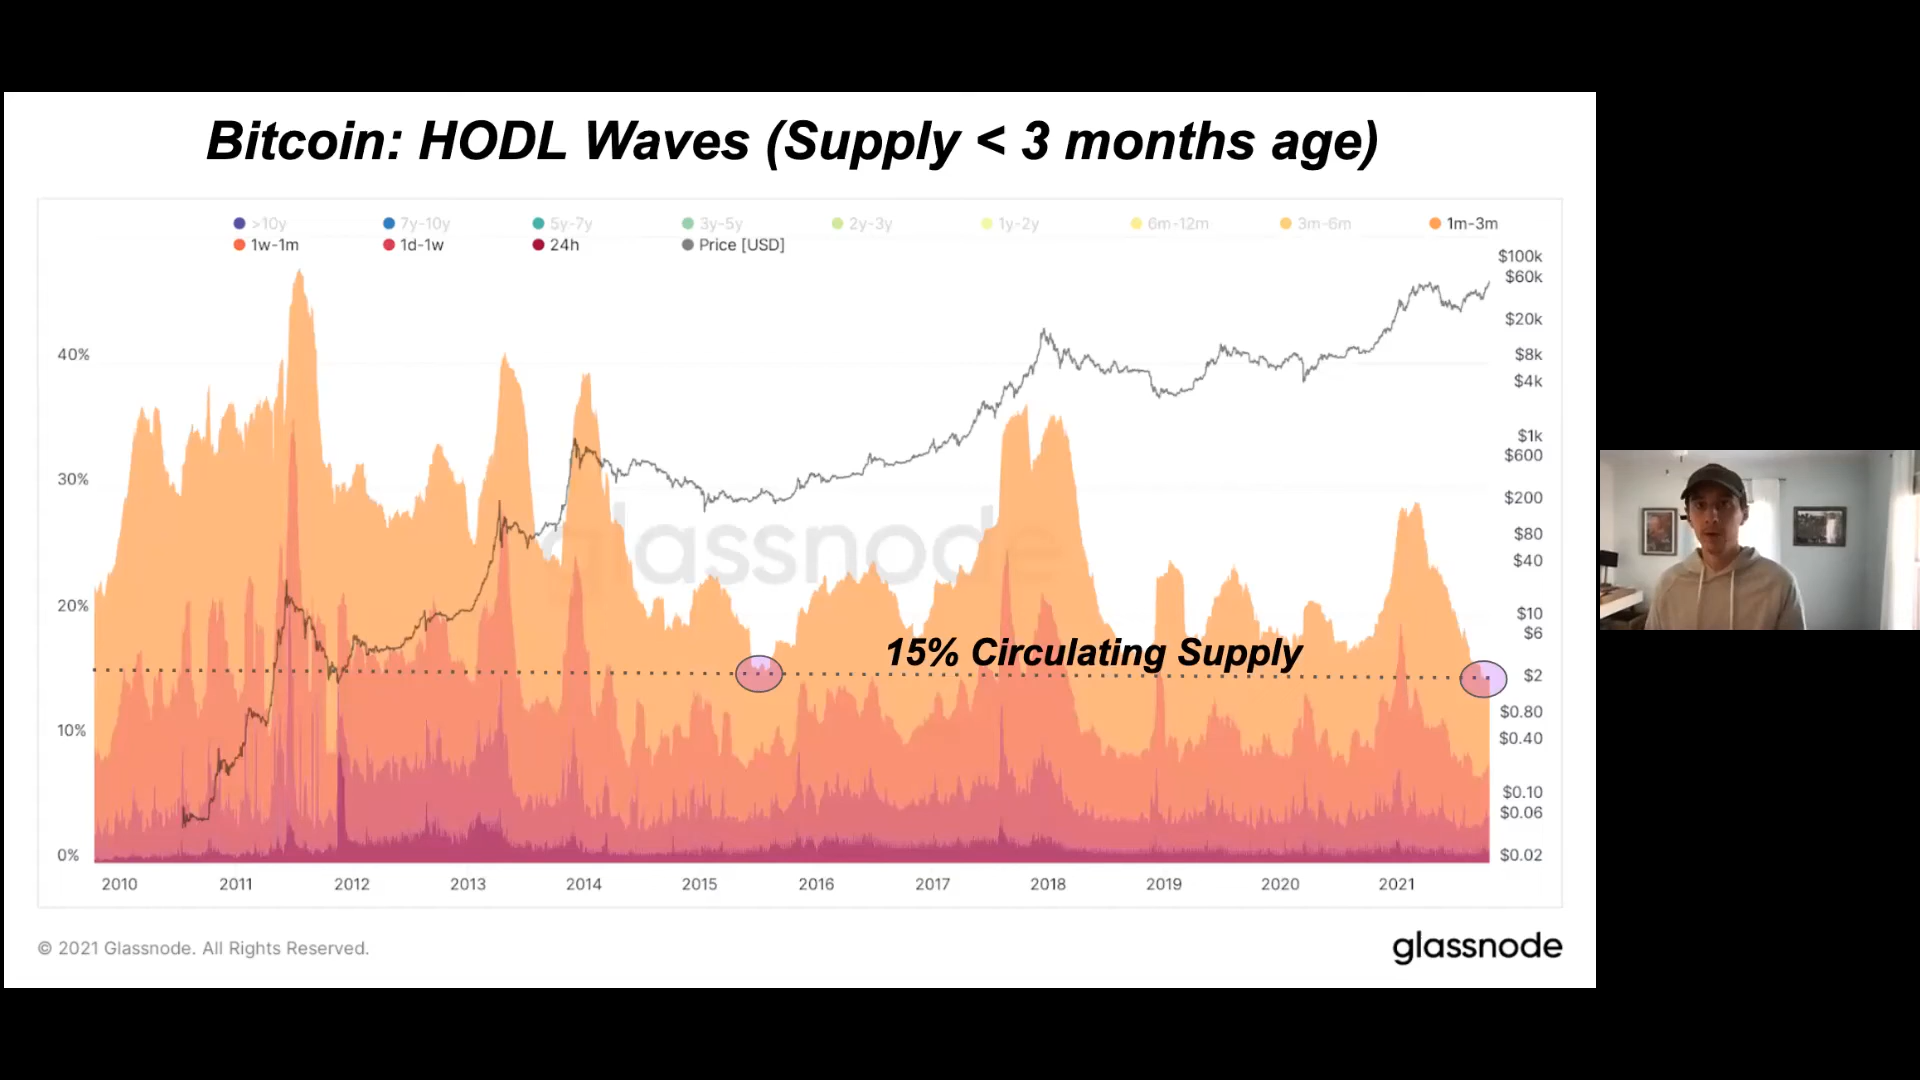 Bitcoin: HODL Waves (Supply < 3 months age)
>10y 7y-10y 5y-7y 3y-5y 2y-3y 1y-2y 6m-12m 3m-6m 1m-3m
1w-1m 1d-1w 24h Price [USD]
$100k
$60k
$20k
40% $8k
$4k
$1k
$600
30%
$200
glassnode
$80
$40
20%
$10
$6
15% Circulating Supply
$2
$0.80
10%
$0.40
$0.10
$0.06
0% $0.02
2010 2011 2012 2013 2014 2015 2016 2017 2018 2019 2020 2021
© 2021 Glassnode. All Rights Reserved.
glassnode